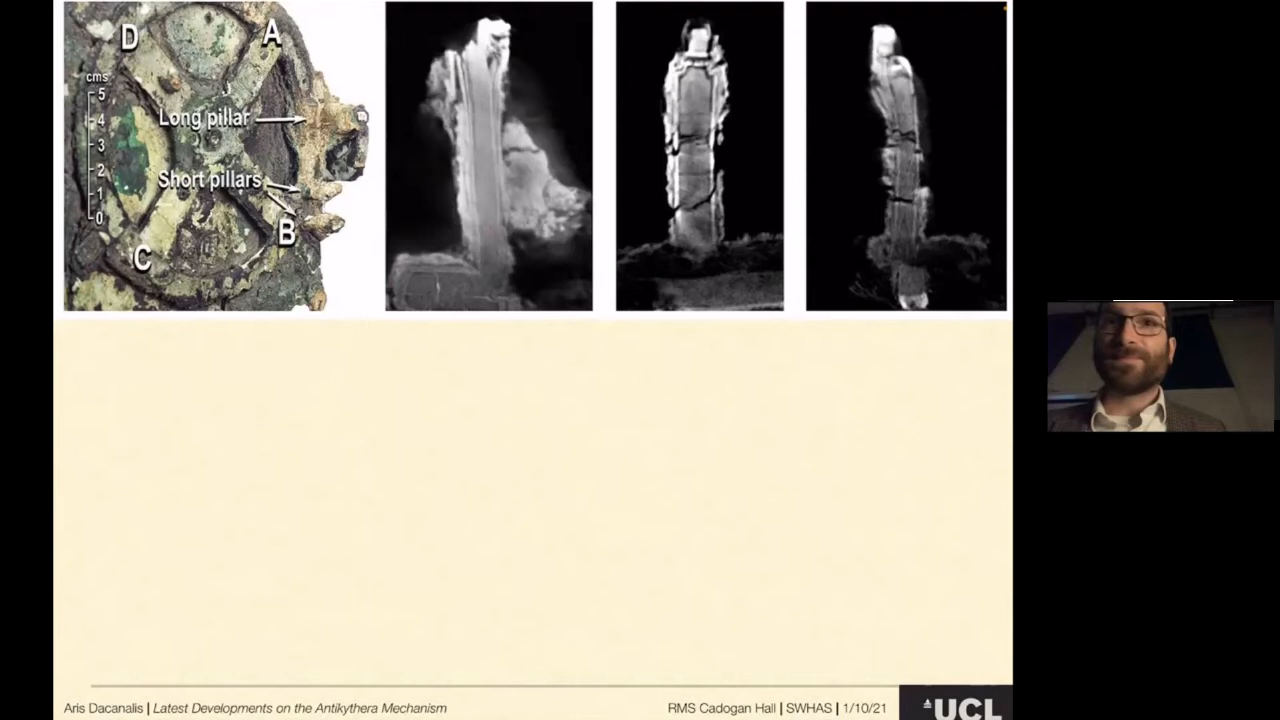 D
A
cms
5
4
3
2
1
0
Long pillar
Short pillars
B
C
Aris Dacanalis | Latest Developments on the Antikythera Mechanism
RMS Cadogan Hall | SWHAS | 1/10/21
UCL